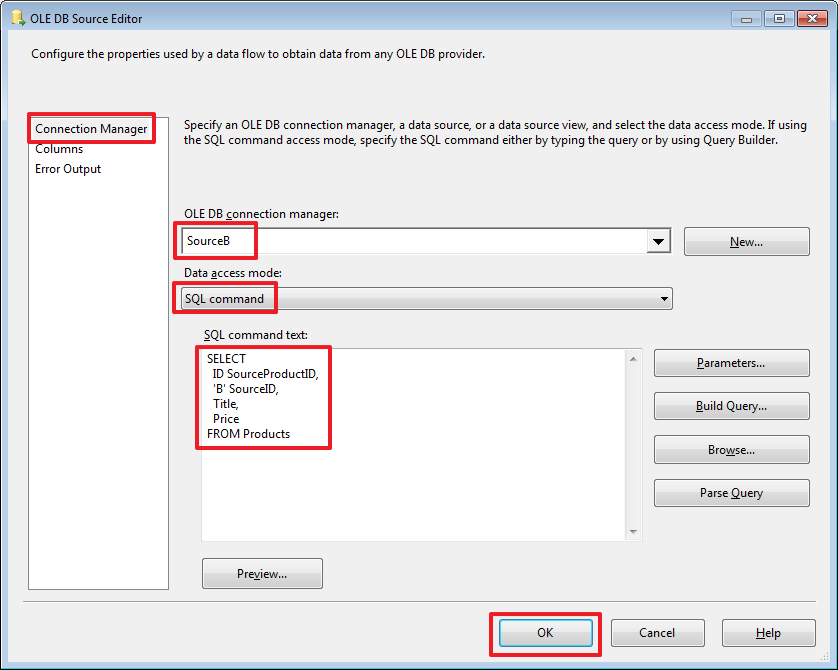 OLE DB Source Editor
Configure the properties used by a data flow to obtain data from any OLE DB provider.
Connection Manager
Columns
Error Output
Specify an OLE DB connection manager, a data source, or a data source view, and select the data access mode. If using
the SQL command access mode, specify the SQL command either by typing the query or by using Query Builder.
OLE DB connection manager:
SourceB
New...
Data access mode:
SQL command
SQL command text:
SELECT
ID SourceProductID,
'B' SourceID,
Title,
Price
FROM Products
Parameters...
Build Query...
Browse...
Parse Query
Preview...
OK
Cancel
Help